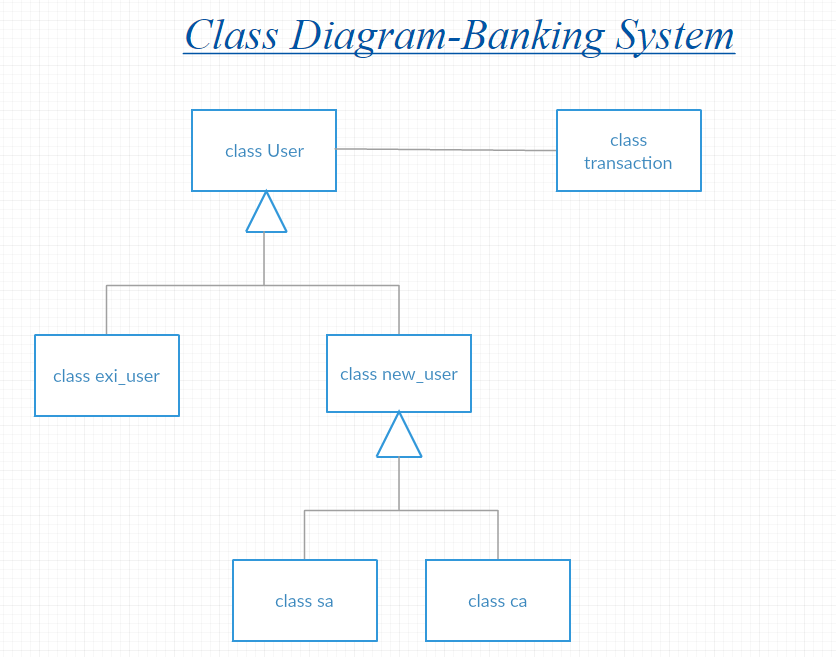 Class Diagram-Banking System
class User
class
transaction
class exi_user
class new_user
class sa
class ca